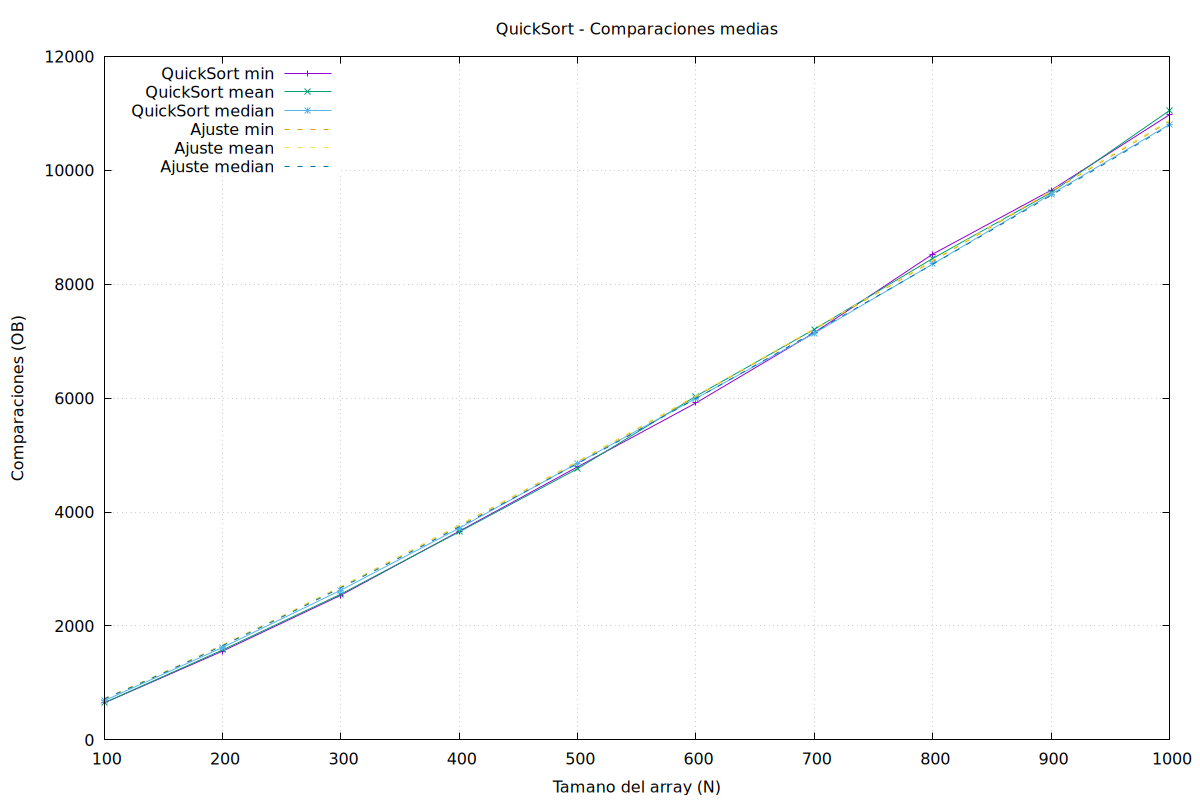 QuickSort - Comparaciones medias
12000
10000
8000
6000
4000
2000
0
Comparaciones (OB)
QuickSort min
QuickSort mean
QuickSort median
Ajuste min
Ajuste mean
Ajuste median
100 200 300 400 500 600 700 800 900 1000
Tamano del array (N)